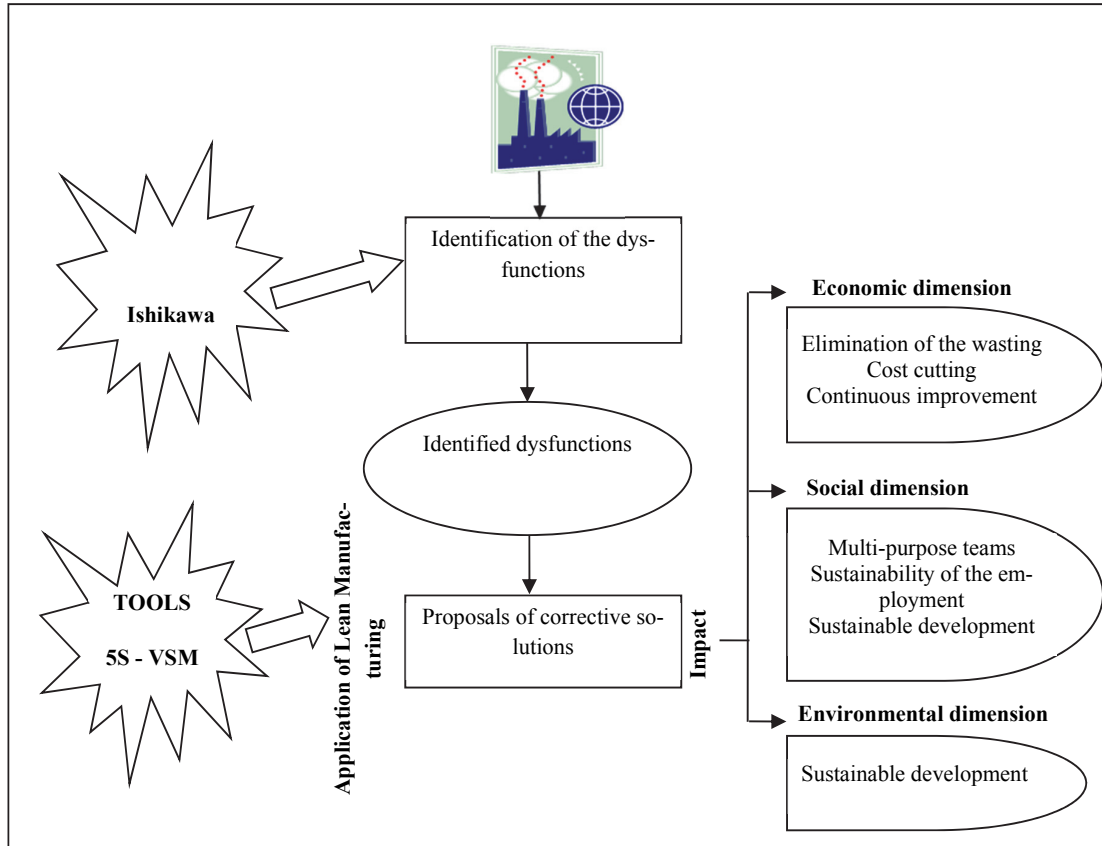 Identification of the dys-
functions
Ishikawa
Identified dysfunctions
TOOLS
5S - VSM
Application of Lean Manufac-
turing
Proposals of corrective so-
lutions
Impact
Economic dimension
Elimination of the wasting
Cost cutting
Continuous improvement
Social dimension
Multi-purpose teams
Sustainability of the em-
ployment
Sustainable development
Environmental dimension
Sustainable development